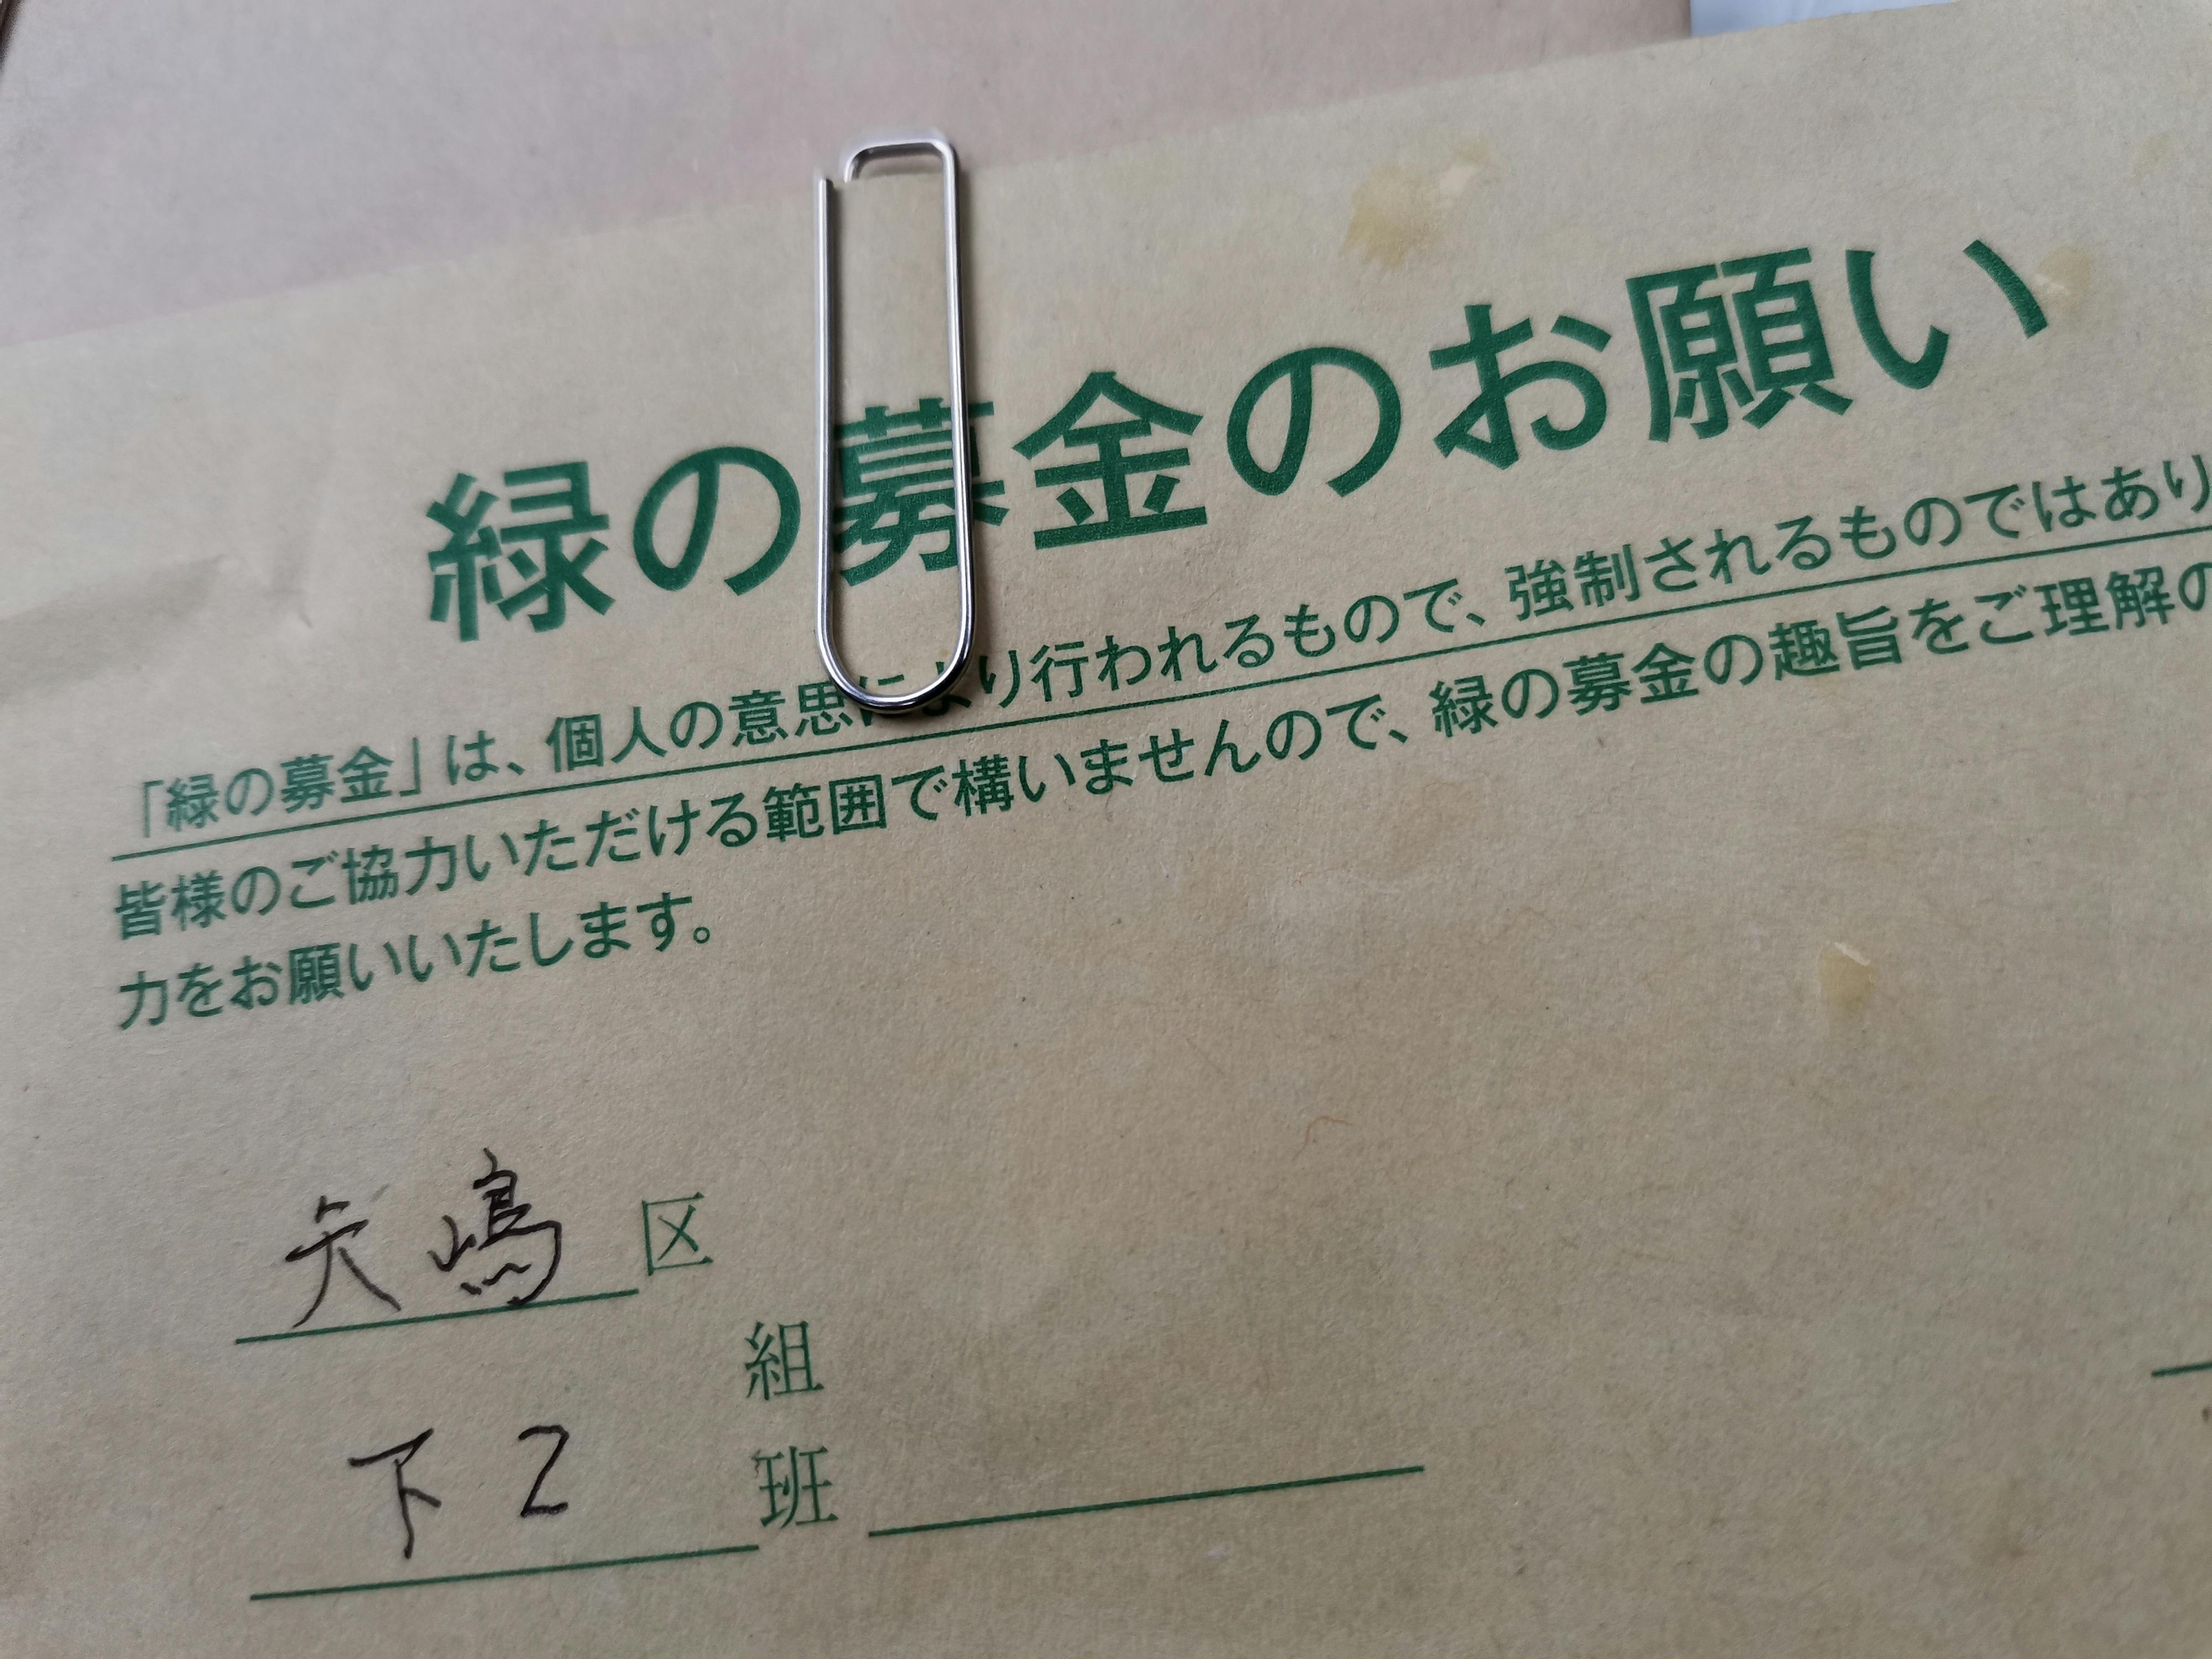 緑の募金のお願い
「緑の募金」は、個人の意思により行われるもので、強制されるものではあり
皆様のご協力いただける範囲で構いませんので、緑の募金の趣旨をご理解の
力をお願いいたします。
矢嶋区
組
下2
班